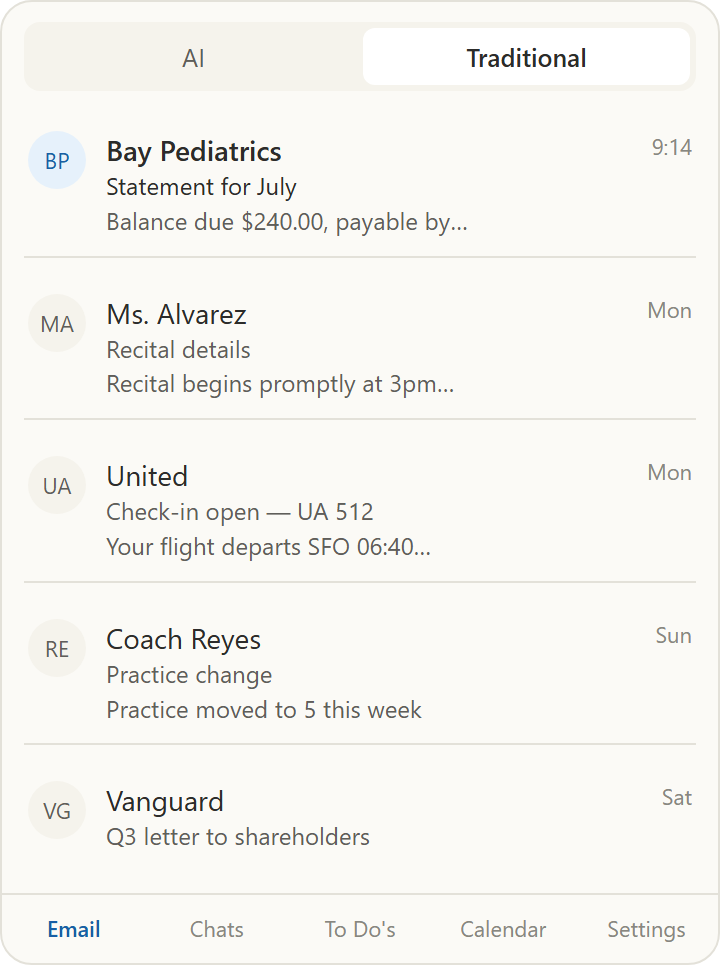 AI
Traditional
BP
Bay Pediatrics
9:14
Statement for July
Balance due $240.00, payable by...
MA
Ms. Alvarez
Mon
Recital details
Recital begins promptly at 3pm...
UA
United
Mon
Check-in open — UA 512
Your flight departs SFO 06:40...
RE
Coach Reyes
Sun
Practice change
Practice moved to 5 this week
VG
Vanguard
Sat
Q3 letter to shareholders
Email
Chats
To Do's
Calendar
Settings